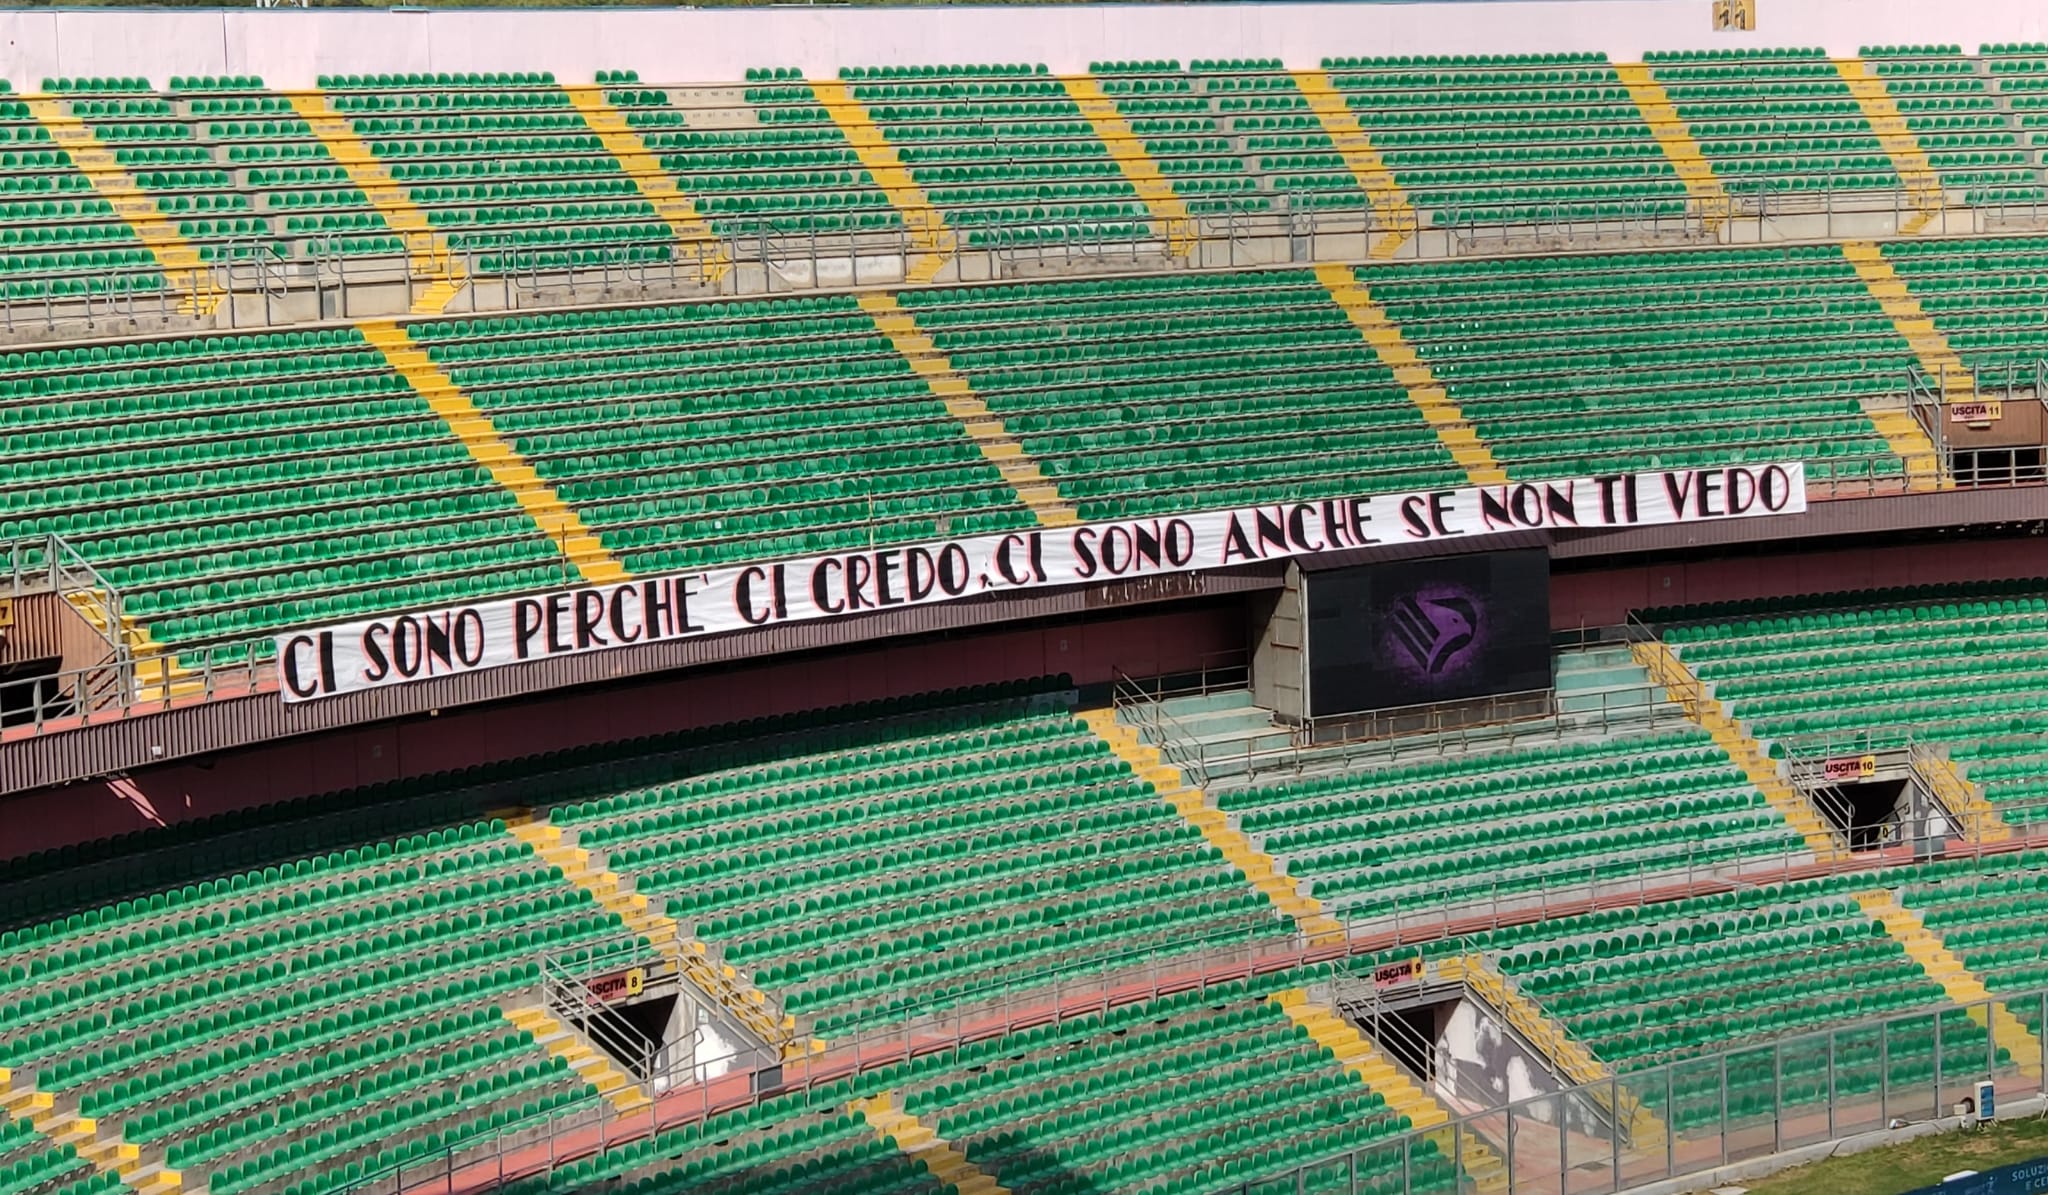 11
USCITA 11
CI SONO PERCHE' CI CREDO, CI SONO ANCHE SE NON TI VEDO
USCITA 10
USCITA 9
USCITA 8